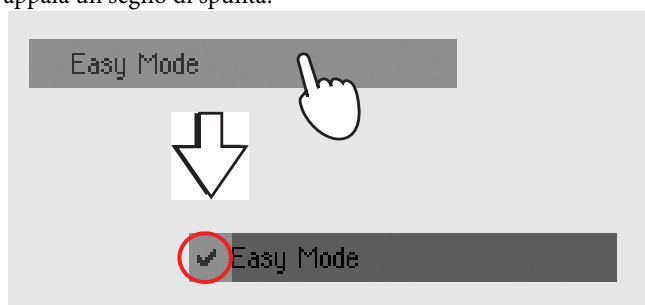 appaia un segno di spunta.
Easy Mode
✔ Easy Mode